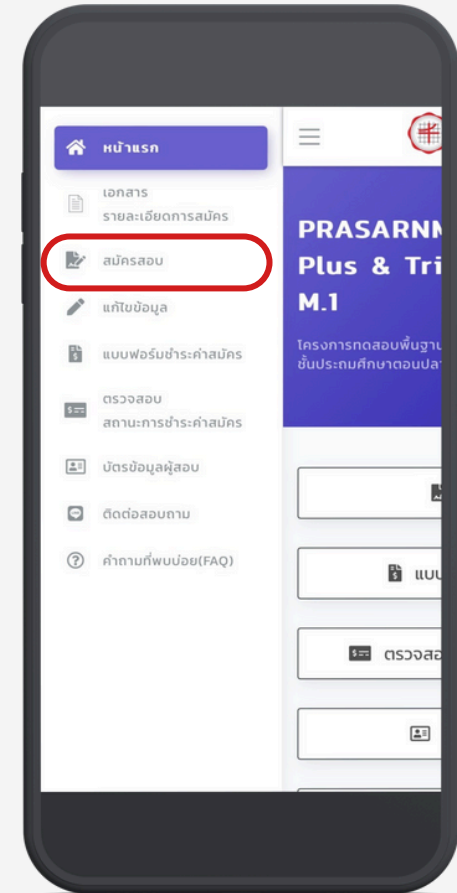 หน้าแรก
เอกสาร
รายละเอียดการสมัคร
สมัครสอบ
แก้ไขข้อมูล
แบบฟอร์มชำระค่าสมัคร
ตรวจสอบ
สถานะการชำระค่าสมัคร
บัตรข้อมูลผู้สอบ
ติดต่อสอบถาม
คำถามที่พบบ่อย(FAQ)
Plus & Tri
M.1
โครงการทดสอบพื้นฐาน
ชั้นประถมศึกษาตอนปลา
แบบ
ตรวจสอ